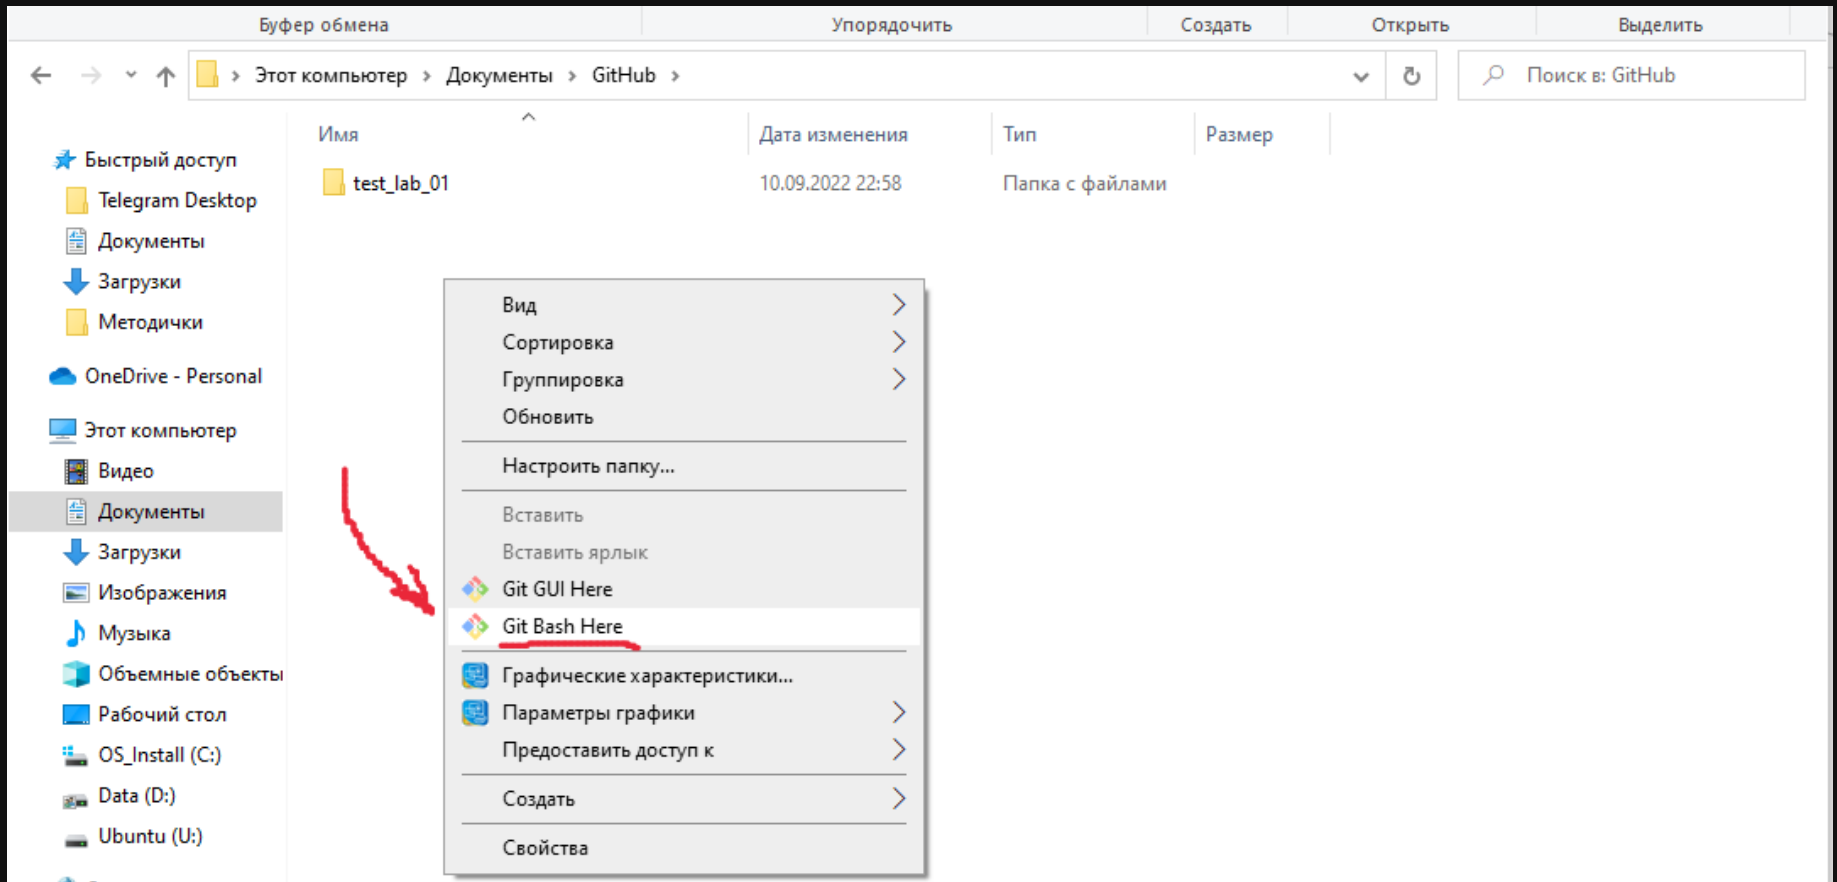 Буфер обмена Упорядочить Создать Открыть Выделить
Этот компьютер Документы GitHub Поиск в: GitHub
Имя Дата изменения Тип Размер
test_lab_01 10.09.2022 22:58 Папка с файлами
Быстрый доступ
Telegram Desktop
Документы
Загрузки
Методички
OneDrive - Personal
Этот компьютер
Видео
Документы
Загрузки
Изображения
Музыка
Объемные объекты
Рабочий стол
OS_Install (C:)
Data (D:)
Ubuntu (U:)
Вид
Сортировка
Группировка
Обновить
Настроить папку...
Вставить
Вставить ярлык
Git GUI Here
Git Bash Here
Графические характеристики...
Параметры графики
Предоставить доступ к
Создать
Свойства